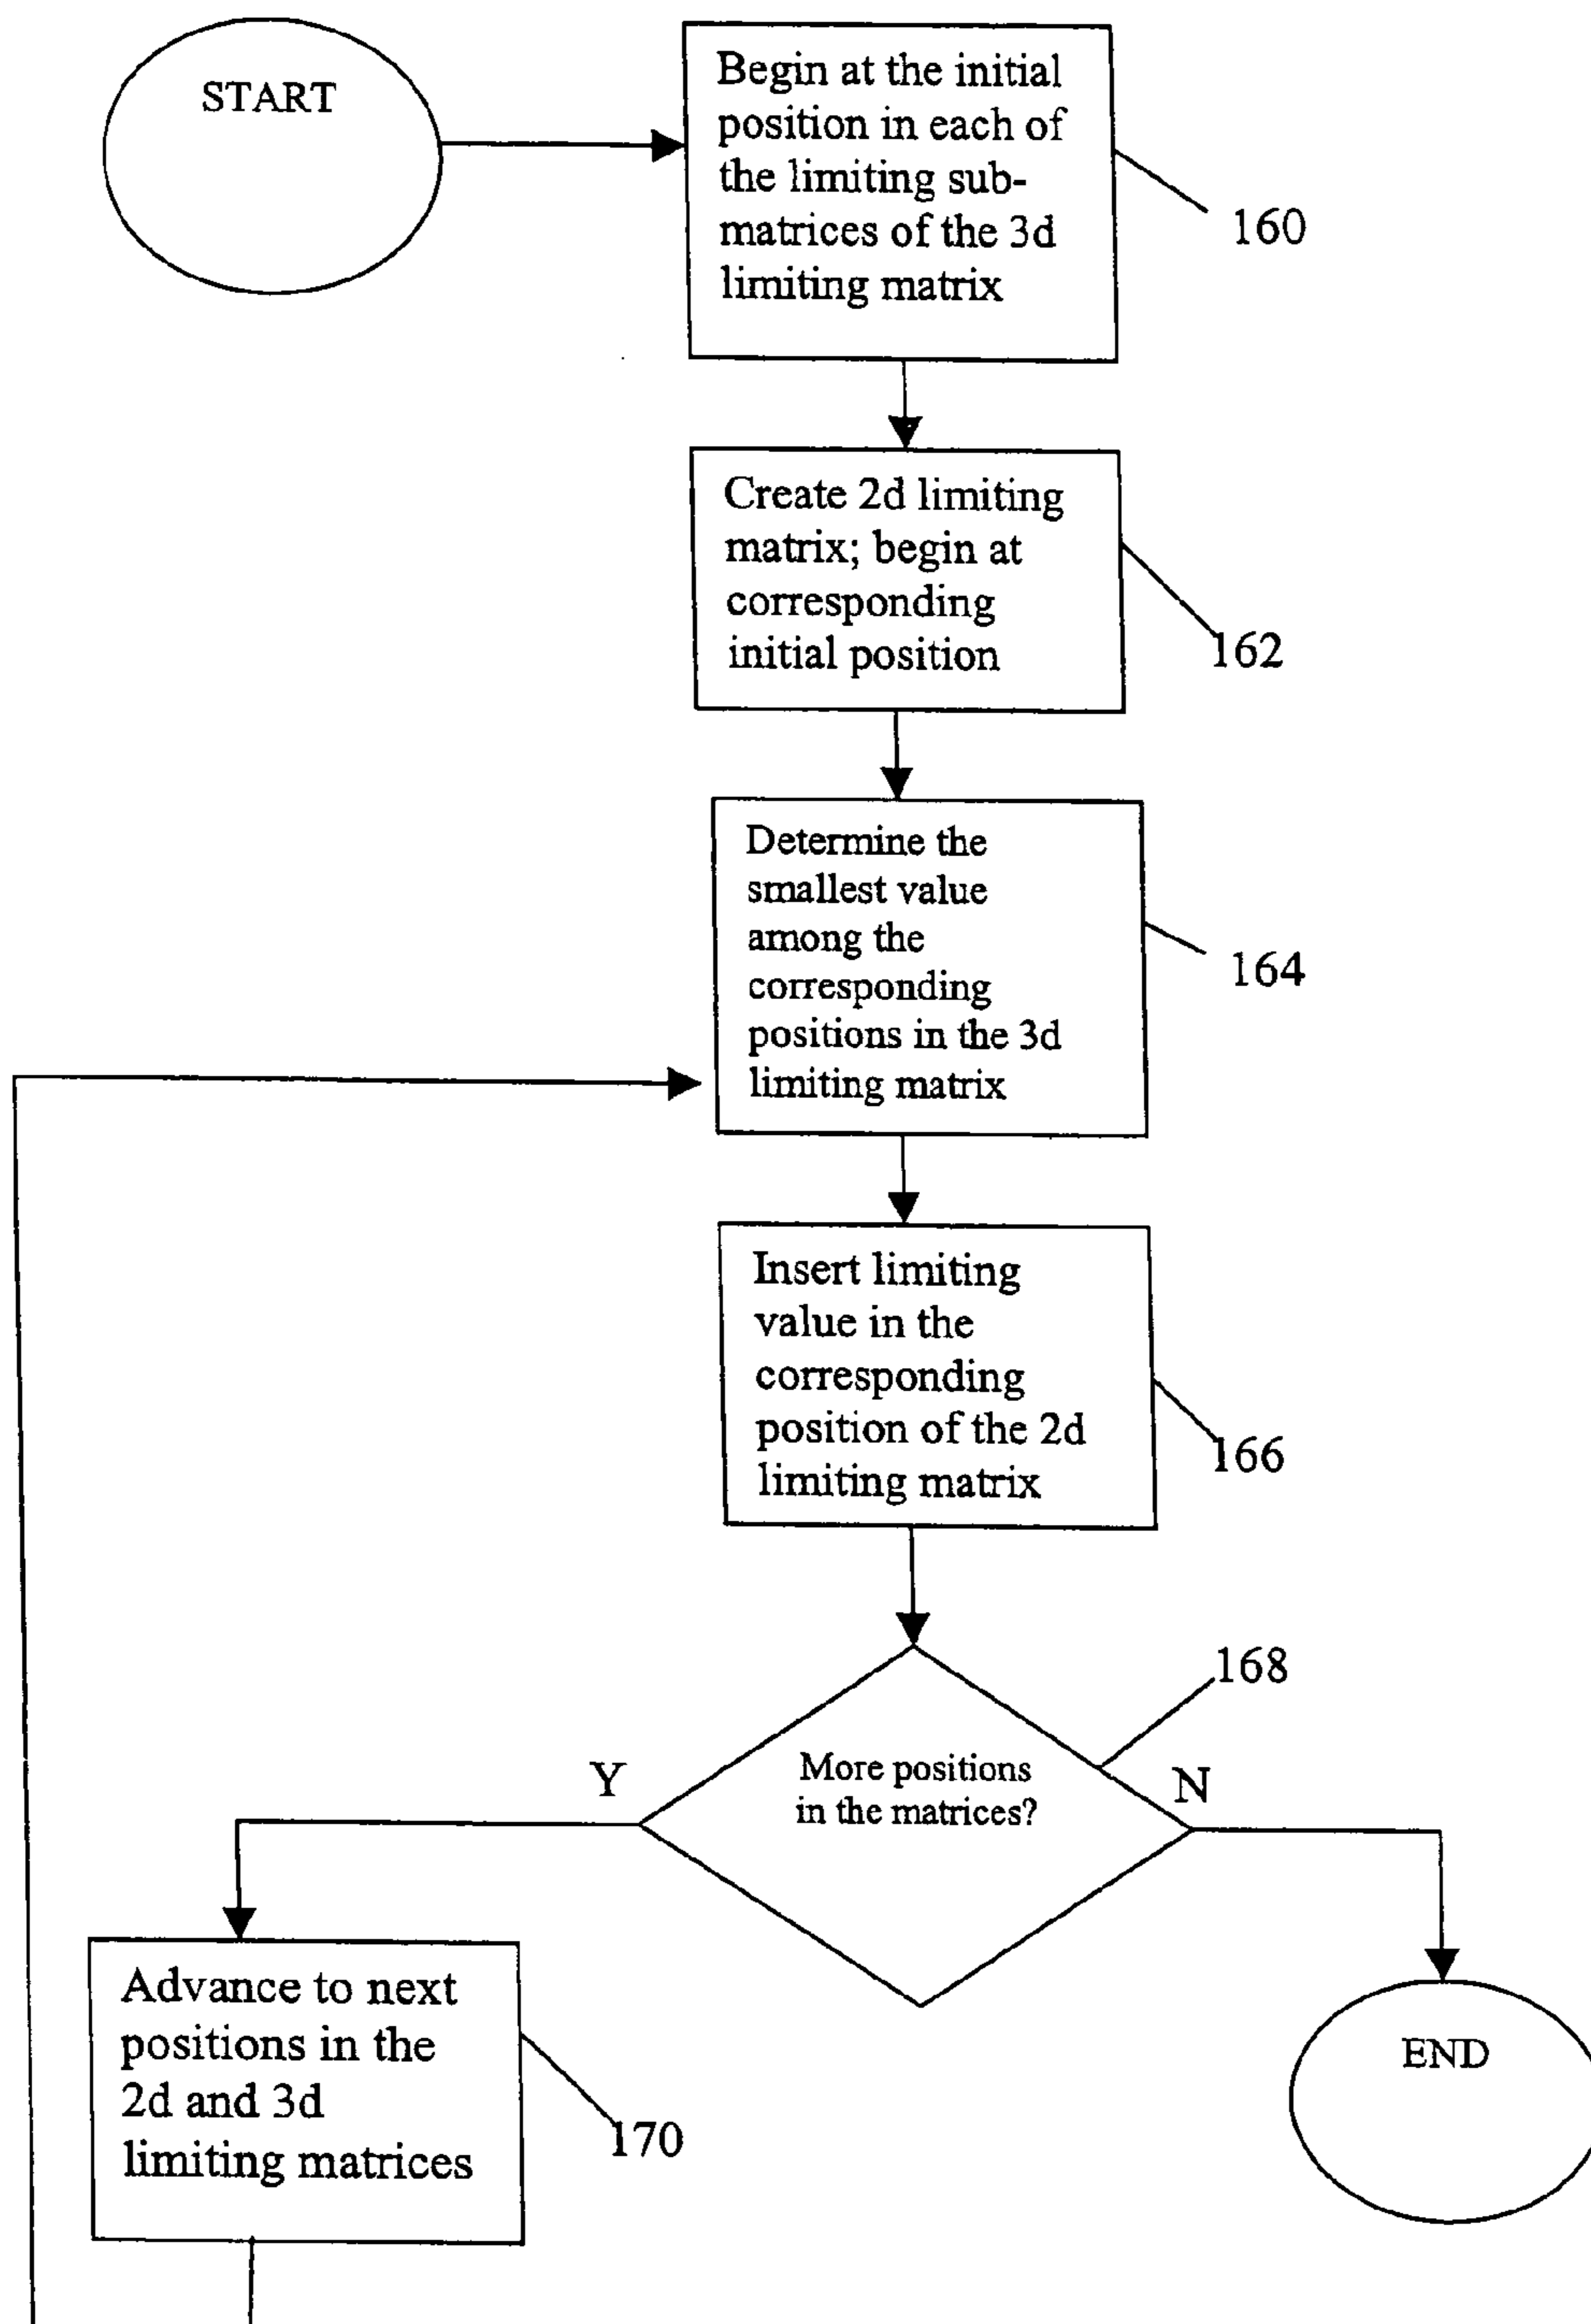 START
Begin at the initial
position in each of
the limiting sub-
matrices of the 3d
limiting matrix
160
Create 2d limiting
matrix; begin at
corresponding
initial position
162
Determine the
smallest value
among the
corresponding
positions in the 3d
limiting matrix
164
Insert limiting
value in the
corresponding
position of the 2d
limiting matrix
166
168
More positions
in the matrices?
Y
N
Advance to next
positions in the
2d and 3d
limiting matrices
170
END